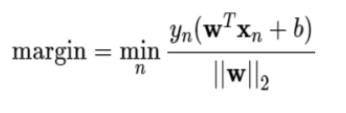 margin = min_n y_n(w^T x_n + b) / ||w||_2